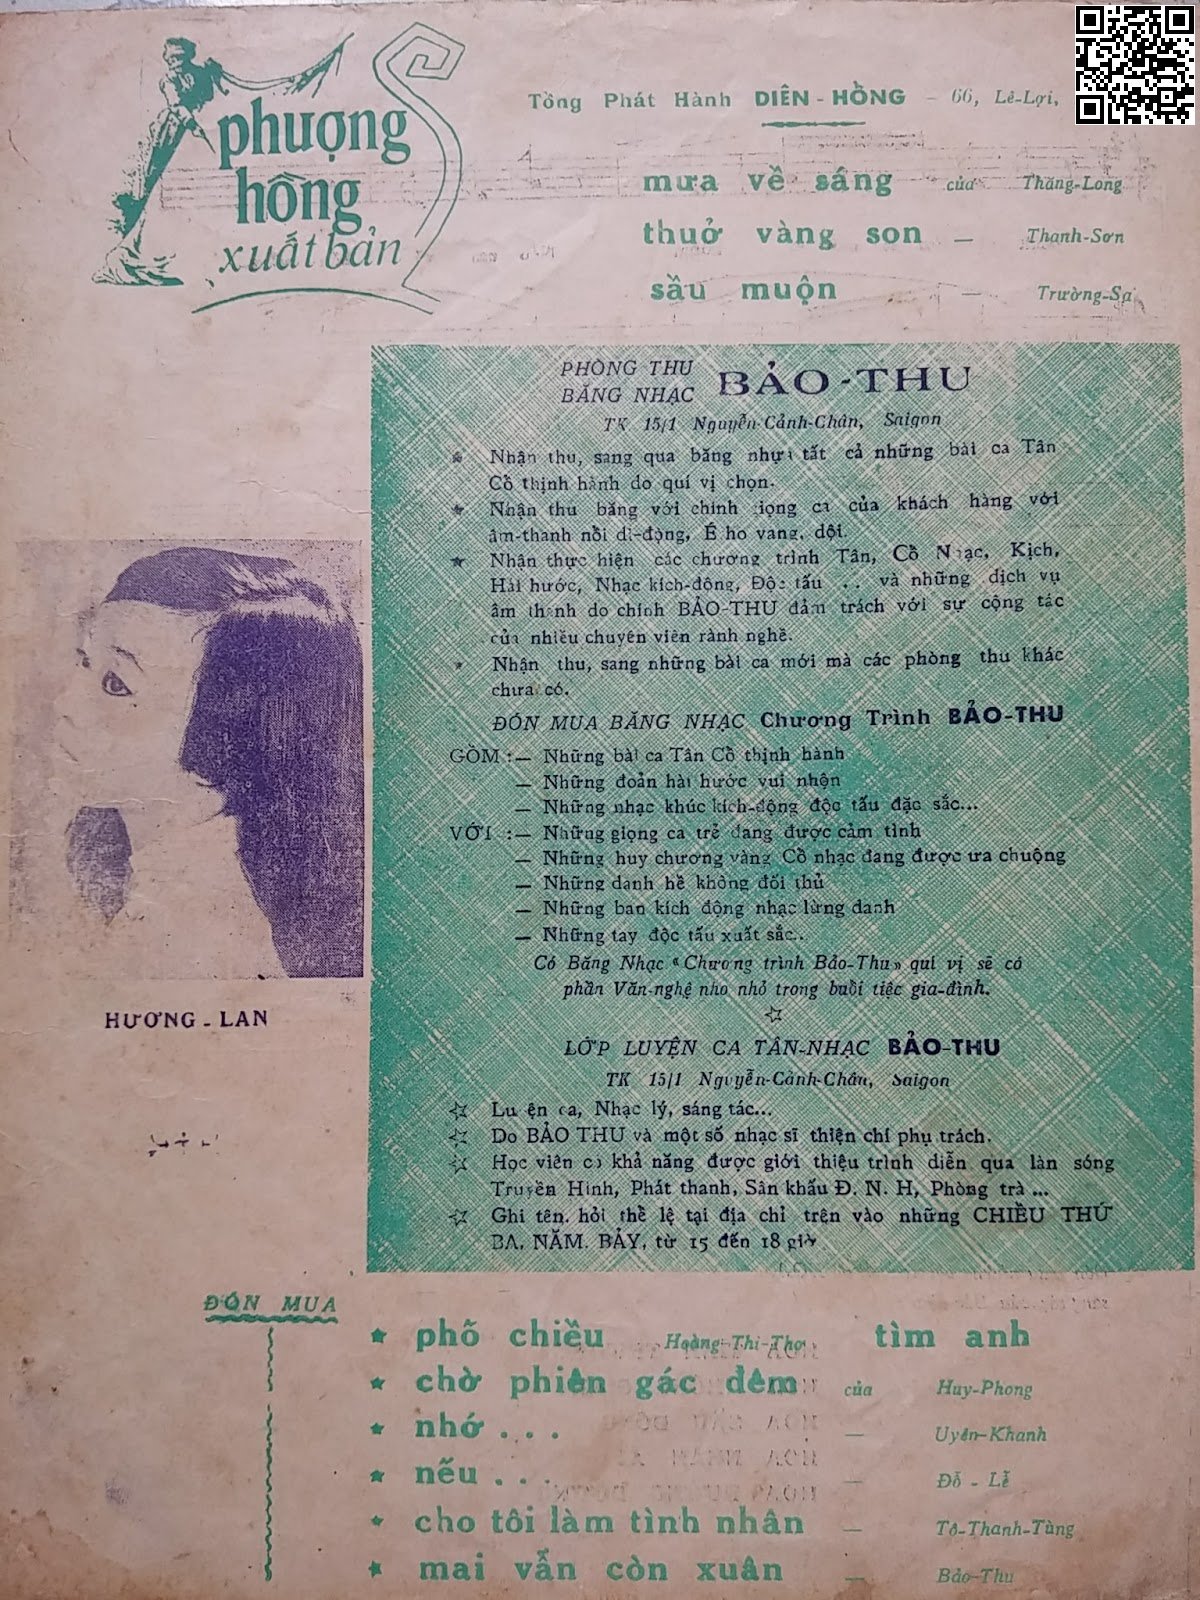 phượng
hồng
xuất bản
Tổng Phát Hành DIÊN-HỒNG – 66, Lê-Lợi,
mưa về sáng của Thăng-Long
thuở vàng son — Thanh-Sơn
sầu muộn — Trường-Sa
PHÒNG THU
BĂNG NHẠC BẢO-THU
TK 15/1 Nguyễn-Cảnh-Chân, Saigon
★ Nhận thu, sang qua băng nhựa tất cả những bài ca Tân
Cổ thịnh hành do quí vị chọn.
★ Nhận thu băng với chính giọng ca của khách hàng với
âm-thanh nổi di-động, Ê ho vang, dội.
★ Nhận thực hiện các chương trình Tân, Cổ Nhạc, Kịch,
Hài hước, Nhạc kích-động, Độc tấu . . và những dịch vụ
âm thanh do chính BẢO-THU đảm trách với sự cộng tác
của nhiều chuyên viên rành nghề.
★ Nhận thu, sang những bài ca mới mà các phòng thu khác
chưa có.
ĐÓN MUA BĂNG NHẠC Chương Trình BẢO-THU
GỒM :— Những bài ca Tân Cổ thịnh hành
— Những đoản hài hước vui nhộn
— Những nhạc khúc kích-động độc tấu đặc sắc...
VỚI :— Những giọng ca trẻ đang được cảm tình
— Những huy chương vàng Cổ nhạc đang được ưa chuộng
— Những danh hề không đối thủ
— Những ban kích động nhạc lừng danh
— Những tay độc tấu xuất sắc..
Có Băng Nhạc «Chương trình Bảo-Thu» quí vị sẽ có
phần Văn-nghệ nho nhỏ trong buổi tiệc gia-đình.
☆
LỚP LUYỆN CA TÂN-NHẠC BẢO-THU
TK 15/1 Nguyễn-Cảnh-Chân, Saigon
☆ Luyện ca, Nhạc lý, sáng tác...
☆ Do BẢO THU và một số nhạc sĩ thiện chí phụ trách.
☆ Học viên có khả năng được giới thiệu trình diễn qua làn sóng
Truyền Hình, Phát thanh, Sân khấu Đ. N. H, Phòng trà ...
☆ Ghi tên, hỏi thể lệ tại địa chỉ trên vào những CHIỀU THỨ
BA, NĂM, BẢY, từ 15 đến 18 giờ
HƯƠNG - LAN
ĐÓN MUA
★ phố chiều Hoàng-Thi-Thơ tìm anh
★ chờ phiên gác đêm của Huy-Phong
★ nhớ . . . — Uyên-Khanh
★ nếu . . . — Đỗ - Lễ
★ cho tôi làm tình nhân — Tô-Thanh-Tùng
★ mai vẫn còn xuân — Bảo-Thu